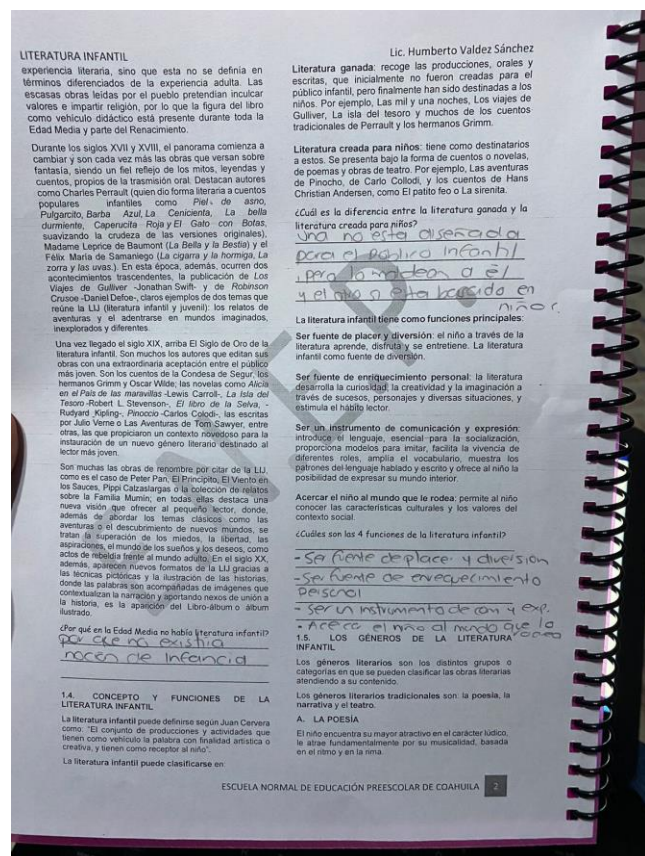 LITERATURA INFANTIL
Lic. Humberto Valdez Sánchez
experiencia literaria, sino que esta no se definía en
términos diferenciados de la experiencia adulta. Las
escasas obras leídas por el pueblo pretendían inculcar
valores e impartir religión, por lo que la figura del libro
como vehículo didáctico está presente durante toda la
Edad Media y parte del Renacimiento.
Durante los siglos XVII y XVIII, el panorama comienza a
cambiar y son cada vez más las obras que versan sobre
fantasía, siendo un fiel reflejo de los mitos, leyendas y
cuentos, propios de la trasmisión oral. Destacan autores
como Charles Perrault (quien dio forma literaria a cuentos
populares infantiles como Piel de asno,
Pulgarcito, Barba Azul, La Cenicienta, La bella
durmiente, Caperucita Roja y El Gato con Botas,
suavizando la crudeza de las versiones originales),
Madame Leprice de Baumont (La Bella y la Bestia) y el
Félix María de Samaniego (La cigarra y la hormiga, La
zorra y las uvas.). En esta época, además, ocurren dos
acontecimientos trascendentes, la publicación de Los
Viajes de Gulliver -Jonathan Swift- y de Robinson
Crusoe -Daniel Defoe-, claros ejemplos de dos temas que
reúne la LIJ (literatura infantil y juvenil): los relatos de
aventuras y el adentrarse en mundos imaginados,
inexplorados y diferentes.
Una vez llegado el siglo XIX, arriba El Siglo de Oro de la
literatura infantil. Son muchos los autores que editan sus
obras con una extraordinaria aceptación entre el público
más joven. Son los cuentos de la Condesa de Segur, los
hermanos Grimm y Oscar Wilde; las novelas como Alicia
en el País de las maravillas -Lewis Carroll-, La Isla del
Tesoro -Robert L. Stevenson-, El libro de la Selva, -
Rudyard Kipling-, Pinoccio -Carlos Colodi-, las escritas
por Julio Verne o Las Aventuras de Tom Sawyer, entre
otras, las que propiciaron un contexto novedoso para la
instauración de un nuevo género literario destinado al
lector más joven.
Son muchas las obras de renombre por citar de la LIJ,
como es el caso de Peter Pan, El Principito, El Viento en
los Sauces, Pippi Calzaslargas o la colección de relatos
sobre la Familia Mumin; en todas ellas destaca una
nueva visión que ofrecer al pequeño lector, donde,
además de abordar los temas clásicos como las
aventuras o el descubrimiento de nuevos mundos, se
tratan la superación de los miedos, la libertad, las
aspiraciones, el mundo de los sueños y los deseos, como
actos de rebeldía frente al mundo adulto. En el siglo XX,
además, aparecen nuevos formatos de la LIJ gracias a
las técnicas pictóricas y la ilustración de las historias,
donde las palabras son acompañadas de imágenes que
contextualizan la narración y aportando nexos de unión a
la historia, es la aparición del Libro-álbum o álbum
ilustrado.
¿Por qué en la Edad Media no había literatura infantil?
por que no existia
nocen de Infancia
1.4. CONCEPTO Y FUNCIONES DE LA
LITERATURA INFANTIL
La literatura infantil puede definirse según Juan Cervera
como: "El conjunto de producciones y actividades que
tienen como vehículo la palabra con finalidad artística o
creativa, y tienen como receptor al niño".
La literatura infantil puede clasificarse en:
Literatura ganada: recoge las producciones, orales y
escritas, que inicialmente no fueron creadas para el
público infantil, pero finalmente han sido destinadas a los
niños. Por ejemplo, Las mil y una noches, Los viajes de
Gulliver, La isla del tesoro y muchos de los cuentos
tradicionales de Perrault y los hermanos Grimm.
Literatura creada para niños: tiene como destinatarios
a estos. Se presenta bajo la forma de cuentos o novelas,
de poemas y obras de teatro. Por ejemplo, Las aventuras
de Pinocho, de Carlo Collodi, y los cuentos de Hans
Christian Andersen, como El patito feo o La sirenita.
¿Cuál es la diferencia entre la literatura ganada y la
literatura creada para niños?
Una no esta diseñada
para el público Infantil
, pero lo moldean a él
y el otro si esta basado en
niños.
La literatura infantil tiene como funciones principales:
Ser fuente de placer y diversión: el niño a través de la
literatura aprende, disfruta y se entretiene. La literatura
infantil como fuente de diversión.
Ser fuente de enriquecimiento personal: la literatura
desarrolla la curiosidad, la creatividad y la imaginación a
través de sucesos, personajes y diversas situaciones, y
estimula el hábito lector.
Ser un instrumento de comunicación y expresión:
introduce el lenguaje, esencial para la socialización,
proporciona modelos para imitar, facilita la vivencia de
diferentes roles, amplía el vocabulario, muestra los
patrones del lenguaje hablado y escrito y ofrece al niño la
posibilidad de expresar su mundo interior.
Acercar el niño al mundo que le rodea: permite al niño
conocer las características culturales y los valores del
contexto social.
¿Cuáles son las 4 funciones de la literatura infantil?
- Ser fuente de placer y diversión
- Ser fuente de enrequecimiento
personal
- Ser un instrumento de com y exp.
- Acerca el niño al mundo que lo
rodea
1.5. LOS GÉNEROS DE LA LITERATURA
INFANTIL
Los géneros literarios son los distintos grupos o
categorías en que se pueden clasificar las obras literarias
atendiendo a su contenido.
Los géneros literarios tradicionales son: la poesía, la
narrativa y el teatro.
A. LA POESÍA
El niño encuentra su mayor atractivo en el carácter lúdico,
le atrae fundamentalmente por su musicalidad, basada
en el ritmo y en la rima.
ESCUELA NORMAL DE EDUCACIÓN PREESCOLAR DE COAHUILA 2